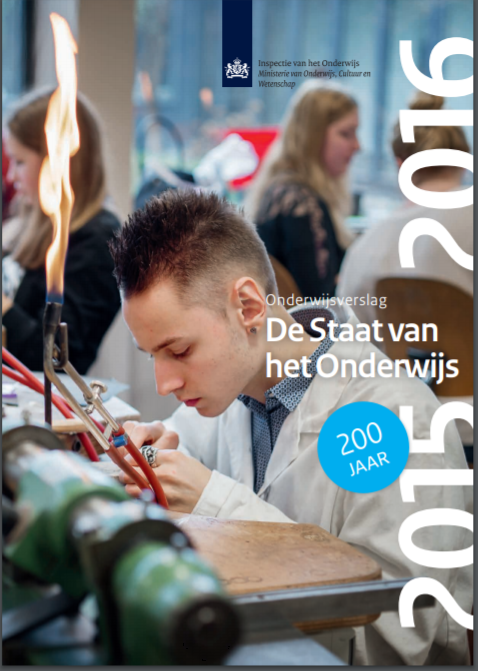 Inspectie van het Onderwijs
Ministerie van Onderwijs, Cultuur en
Wetenschap
Onderwijsverslag
De Staat van
het Onderwijs
200
JAAR
2015 2016